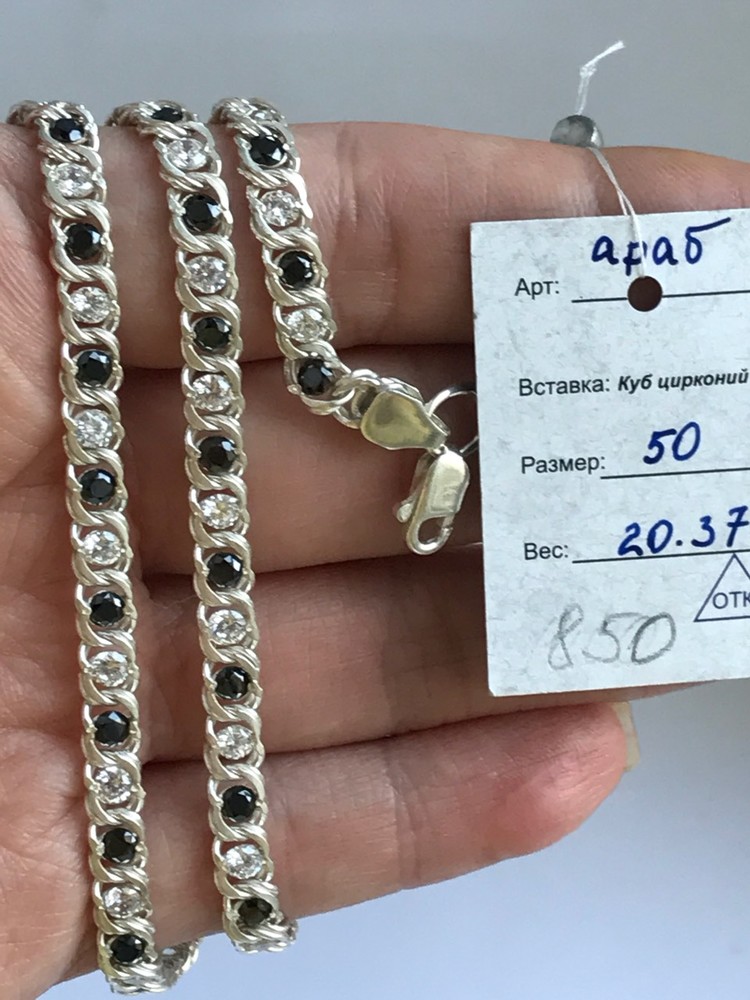 Арт: араб
Вставка: Куб цирконий
Размер: 50
Вес: 20.37
ОТК
850